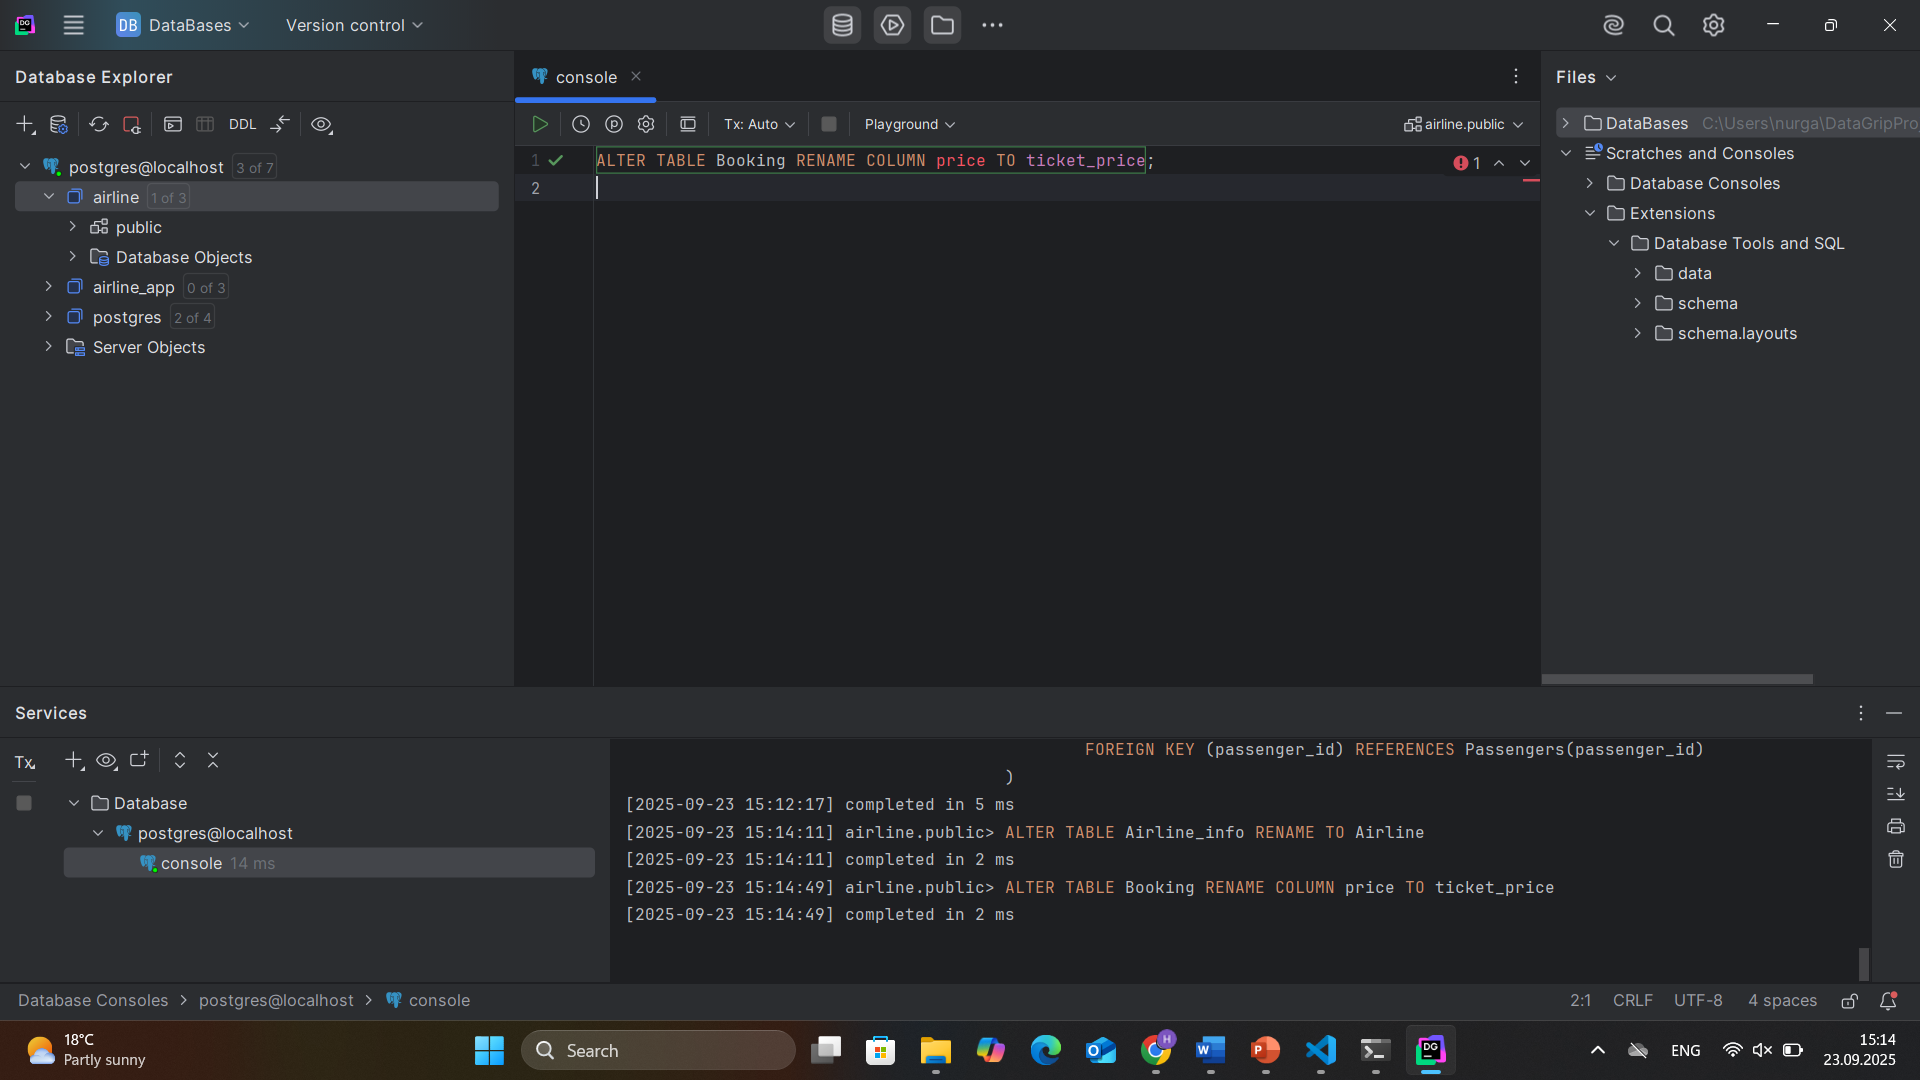 DB DataBases Version control
Database Explorer
console
Files
DDL
Tx: Auto
Playground
airline.public
postgres@localhost 3 of 7
airline 1 of 3
public
Database Objects
airline_app 0 of 3
postgres 2 of 4
Server Objects
1 ALTER TABLE Booking RENAME COLUMN price TO ticket_price;
2
1
DataBases C:\Users\nurga\DataGripPro
Scratches and Consoles
Database Consoles
Extensions
Database Tools and SQL
data
schema
schema.layouts
Services
Tx
Database
postgres@localhost
console 14 ms
FOREIGN KEY (passenger_id) REFERENCES Passengers(passenger_id)
)
[2025-09-23 15:12:17] completed in 5 ms
[2025-09-23 15:14:11] airline.public> ALTER TABLE Airline_info RENAME TO Airline
[2025-09-23 15:14:11] completed in 2 ms
[2025-09-23 15:14:49] airline.public> ALTER TABLE Booking RENAME COLUMN price TO ticket_price
[2025-09-23 15:14:49] completed in 2 ms
Database Consoles > postgres@localhost > console
2:1 CRLF UTF-8 4 spaces
18°C
Partly sunny
Search
ENG
15:14
23.09.2025